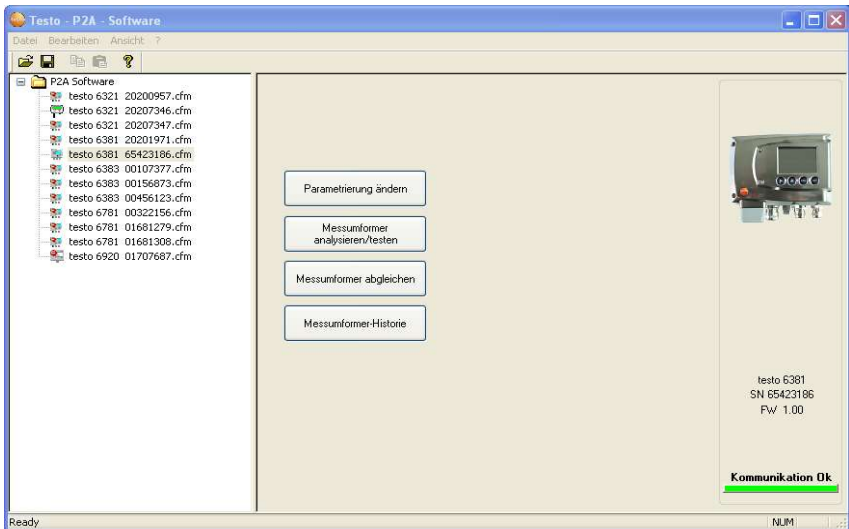 Testo - P2A - Software
Datei Bearbeiten Ansicht ?
P2A Software
testo 6321 20200957.cfm
testo 6321 20207346.cfm
testo 6321 20207347.cfm
testo 6381 20201971.cfm
testo 6381 65423186.cfm
testo 6383 00107377.cfm
testo 6383 00156873.cfm
testo 6383 00456123.cfm
testo 6781 00322156.cfm
testo 6781 01681279.cfm
testo 6781 01681308.cfm
testo 6920 01707687.cfm
Parametrierung ändern
Messumformer
analysieren/testen
Messumformer abgleichen
Messumformer-Historie
testo 6381
SN 65423186
FW 1.00
Kommunikation Ok
Ready
NUM